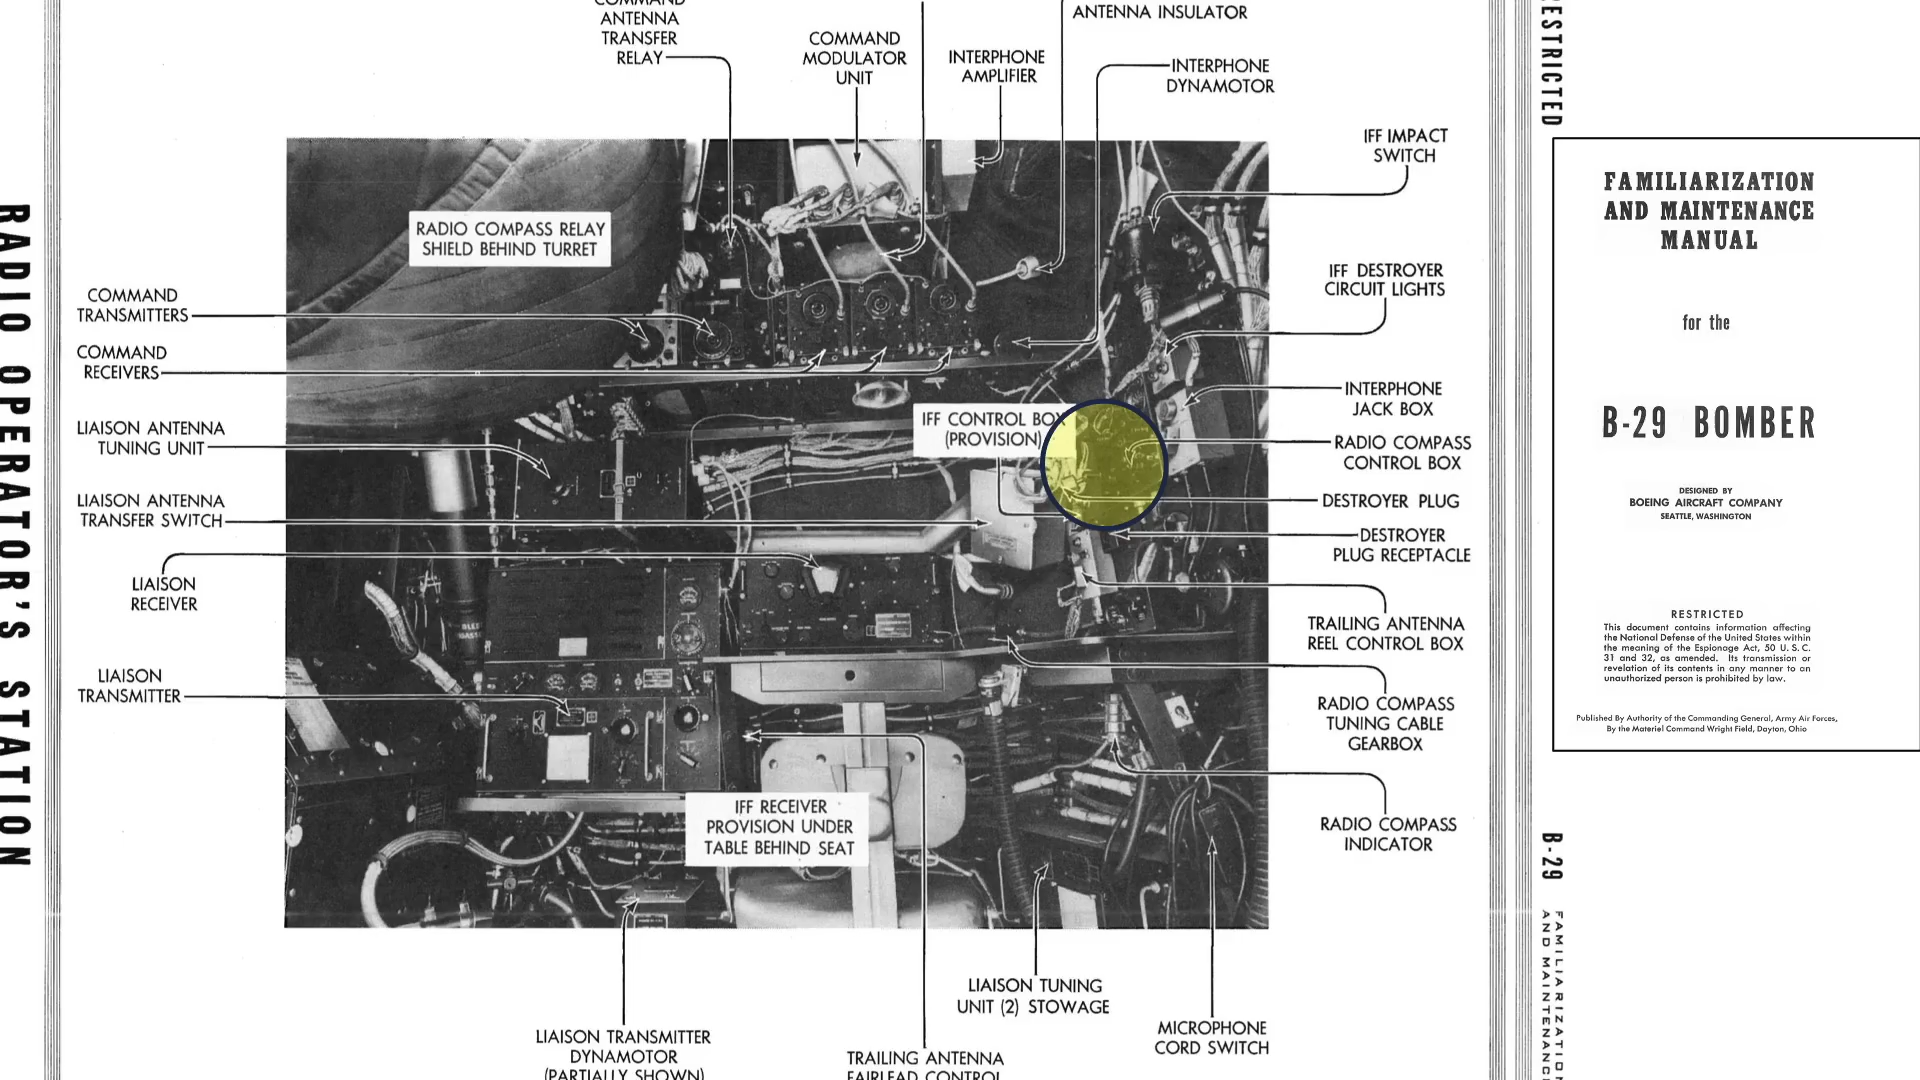 RADIO OPERATOR'S STATION
COMMAND
ANTENNA
TRANSFER
RELAY
COMMAND
MODULATOR
UNIT
INTERPHONE
AMPLIFIER
ANTENNA INSULATOR
INTERPHONE
DYNAMOTOR
IFF IMPACT
SWITCH
IFF DESTROYER
CIRCUIT LIGHTS
INTERPHONE
JACK BOX
RADIO COMPASS
CONTROL BOX
DESTROYER PLUG
DESTROYER
PLUG RECEPTACLE
TRAILING ANTENNA
REEL CONTROL BOX
RADIO COMPASS
TUNING CABLE
GEARBOX
RADIO COMPASS
INDICATOR
RADIO COMPASS RELAY
SHIELD BEHIND TURRET
COMMAND
TRANSMITTERS
COMMAND
RECEIVERS
LIAISON ANTENNA
TUNING UNIT
LIAISON ANTENNA
TRANSFER SWITCH
LIAISON
RECEIVER
LIAISON
TRANSMITTER
IFF CONTROL BOX
(PROVISION)
IFF RECEIVER
PROVISION UNDER
TABLE BEHIND SEAT
LIAISON TRANSMITTER
DYNAMOTOR
(PARTIALLY SHOWN)
TRAILING ANTENNA
FAIRLEAD CONTROL
LIAISON TUNING
UNIT (2) STOWAGE
MICROPHONE
CORD SWITCH
RESTRICTED
B-29
FAMILIARIZATION
AND MAINTENANCE
FAMILIARIZATION
AND MAINTENANCE
MANUAL
for the
B-29 BOMBER
DESIGNED BY
BOEING AIRCRAFT COMPANY
SEATTLE, WASHINGTON
RESTRICTED
This document contains information affecting
the National Defense of the United States within
the meaning of the Espionage Act, 50 U. S. C.
31 and 32, as amended. Its transmission or
revelation of its contents in any manner to an
unauthorized person is prohibited by law.
Published By Authority of the Commanding General, Army Air Forces,
By the Materiel Command Wright Field, Dayton, Ohio